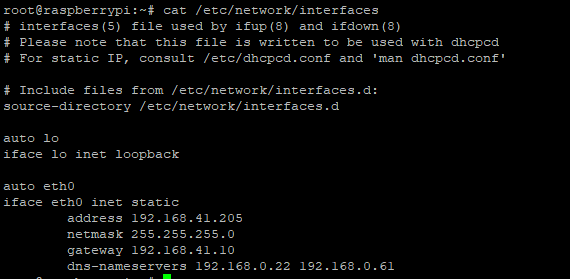 root@raspberrypi:~# cat /etc/network/interfaces
# interfaces(5) file used by ifup(8) and ifdown(8)
# Please note that this file is written to be used with dhcpcd
# For static IP, consult /etc/dhcpcd.conf and 'man dhcpcd.conf'
# Include files from /etc/network/interfaces.d:
source-directory /etc/network/interfaces.d
auto lo
iface lo inet loopback
auto eth0
iface eth0 inet static
address 192.168.41.205
netmask 255.255.255.0
gateway 192.168.41.10
dns-nameservers 192.168.0.22 192.168.0.61